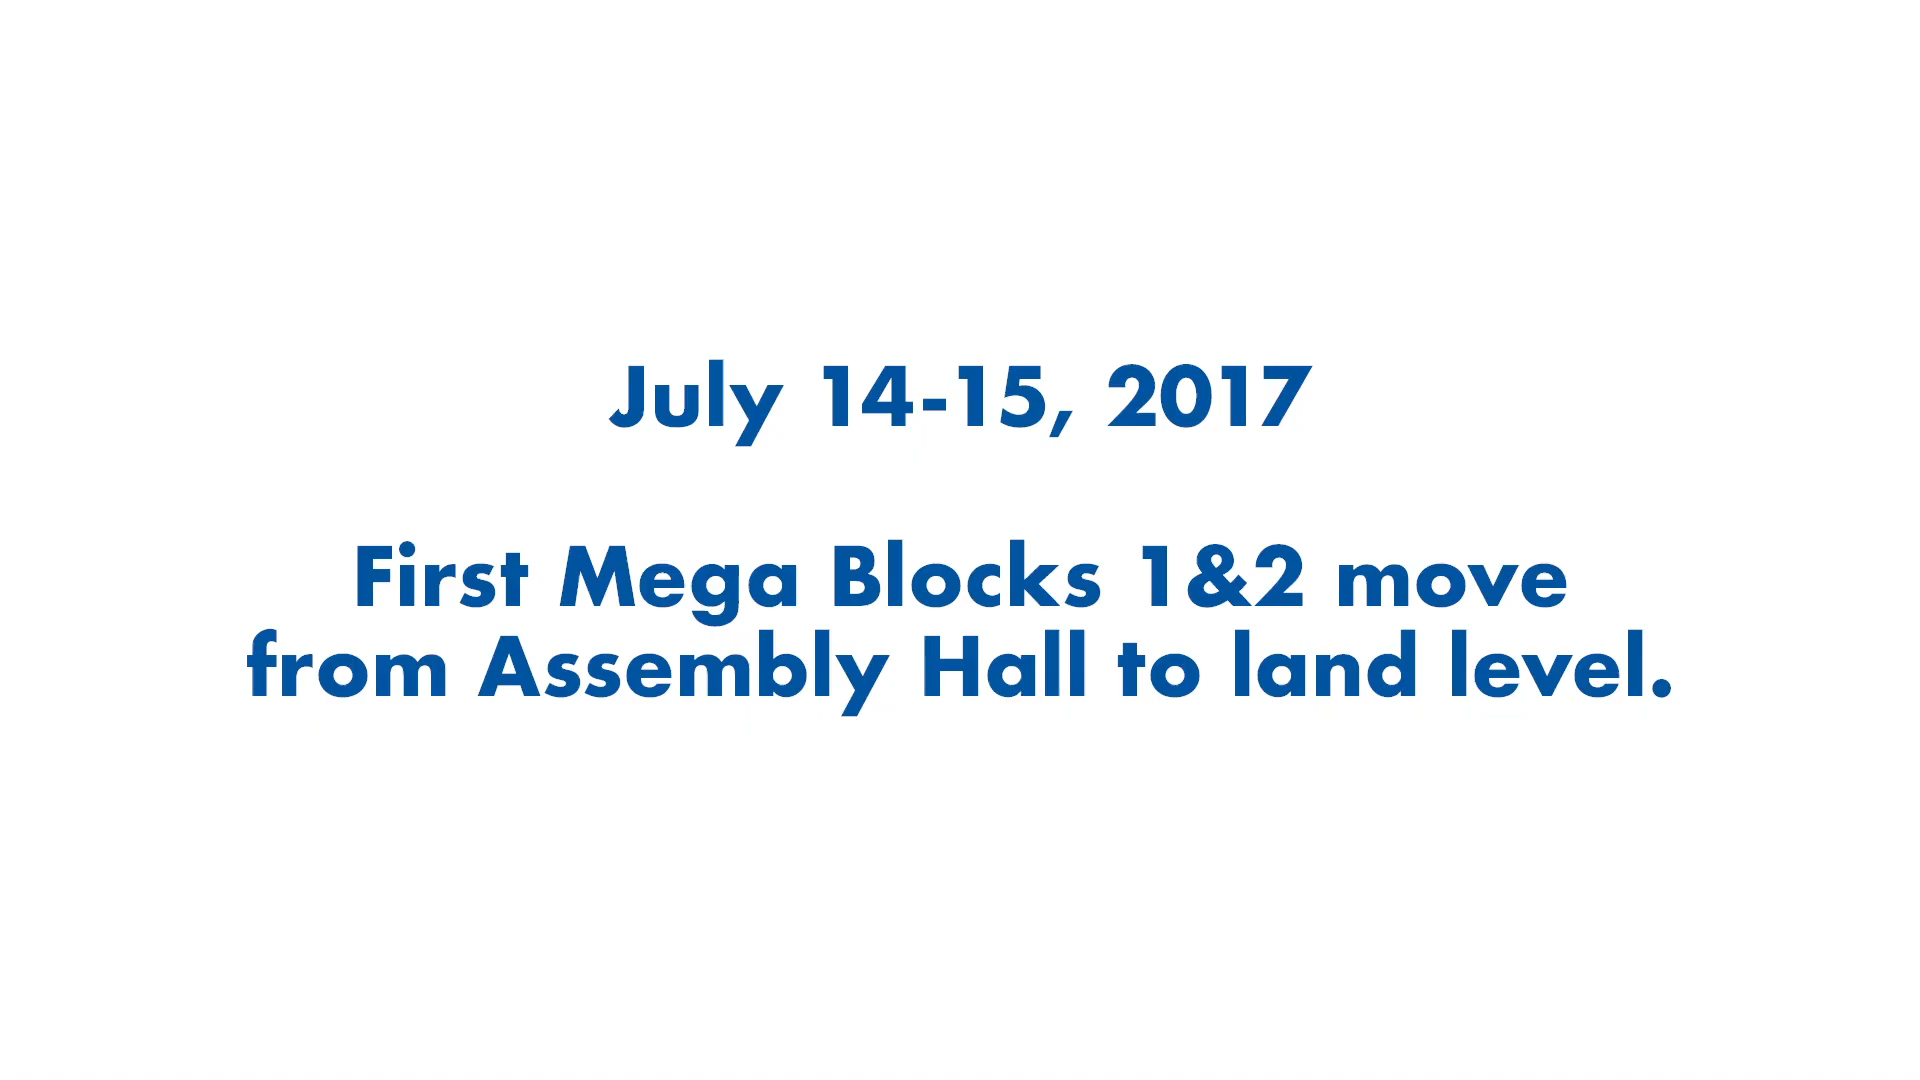 July 14-15, 2017
First Mega Blocks 1&2 move
from Assembly Hall to land level.